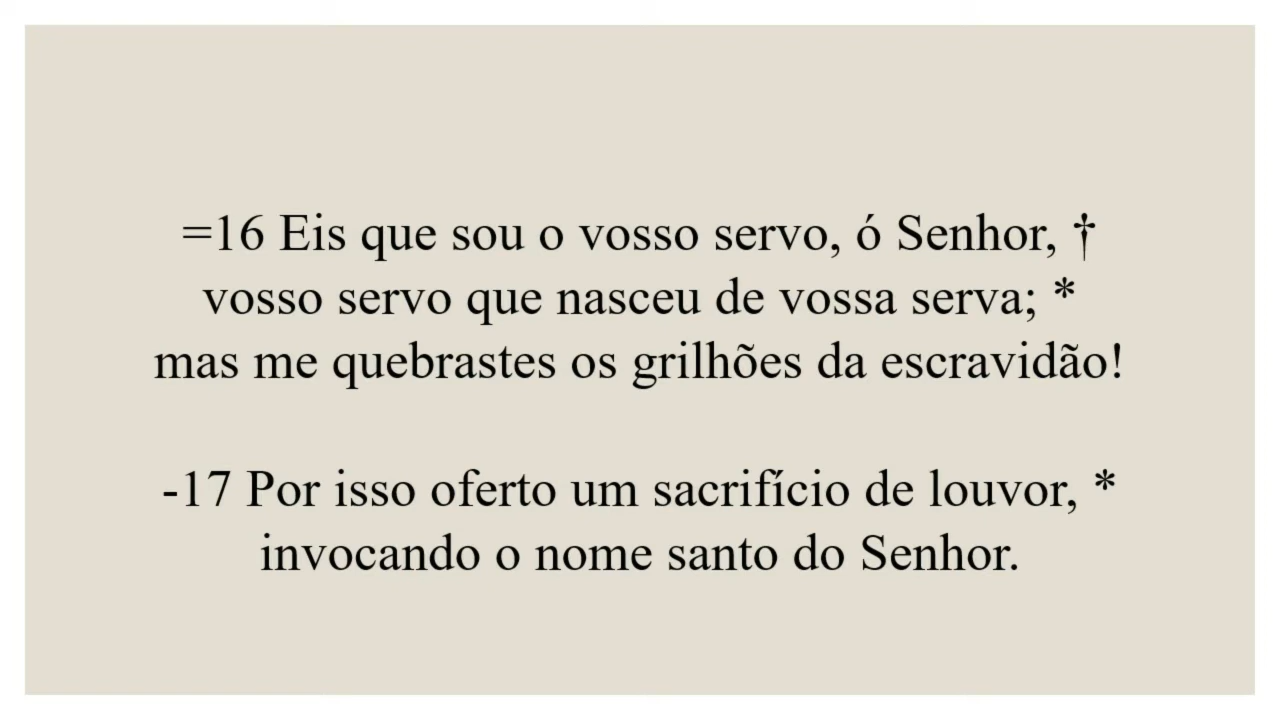 =16 Eis que sou o vosso servo, ó Senhor, †
vosso servo que nasceu de vossa serva; *
mas me quebrastes os grilhões da escravidão!
-17 Por isso oferto um sacrifício de louvor, *
invocando o nome santo do Senhor.